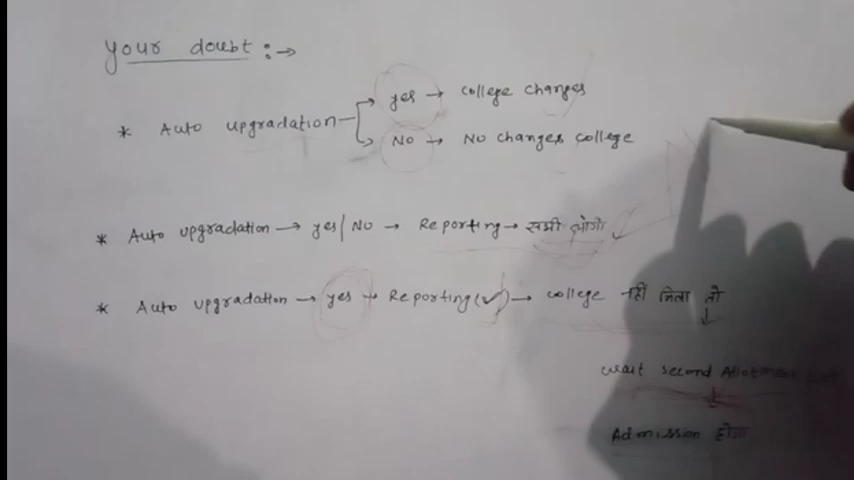 your doubt :→
yes → college changes
* Auto upgradation
No → No changes college
* Auto upgradation → yes/No → Reporting → सभी लोगो
* Auto upgradation → yes → Reporting(✓) → college नहीं मिला तो
wait second Allotment
Admission होगा